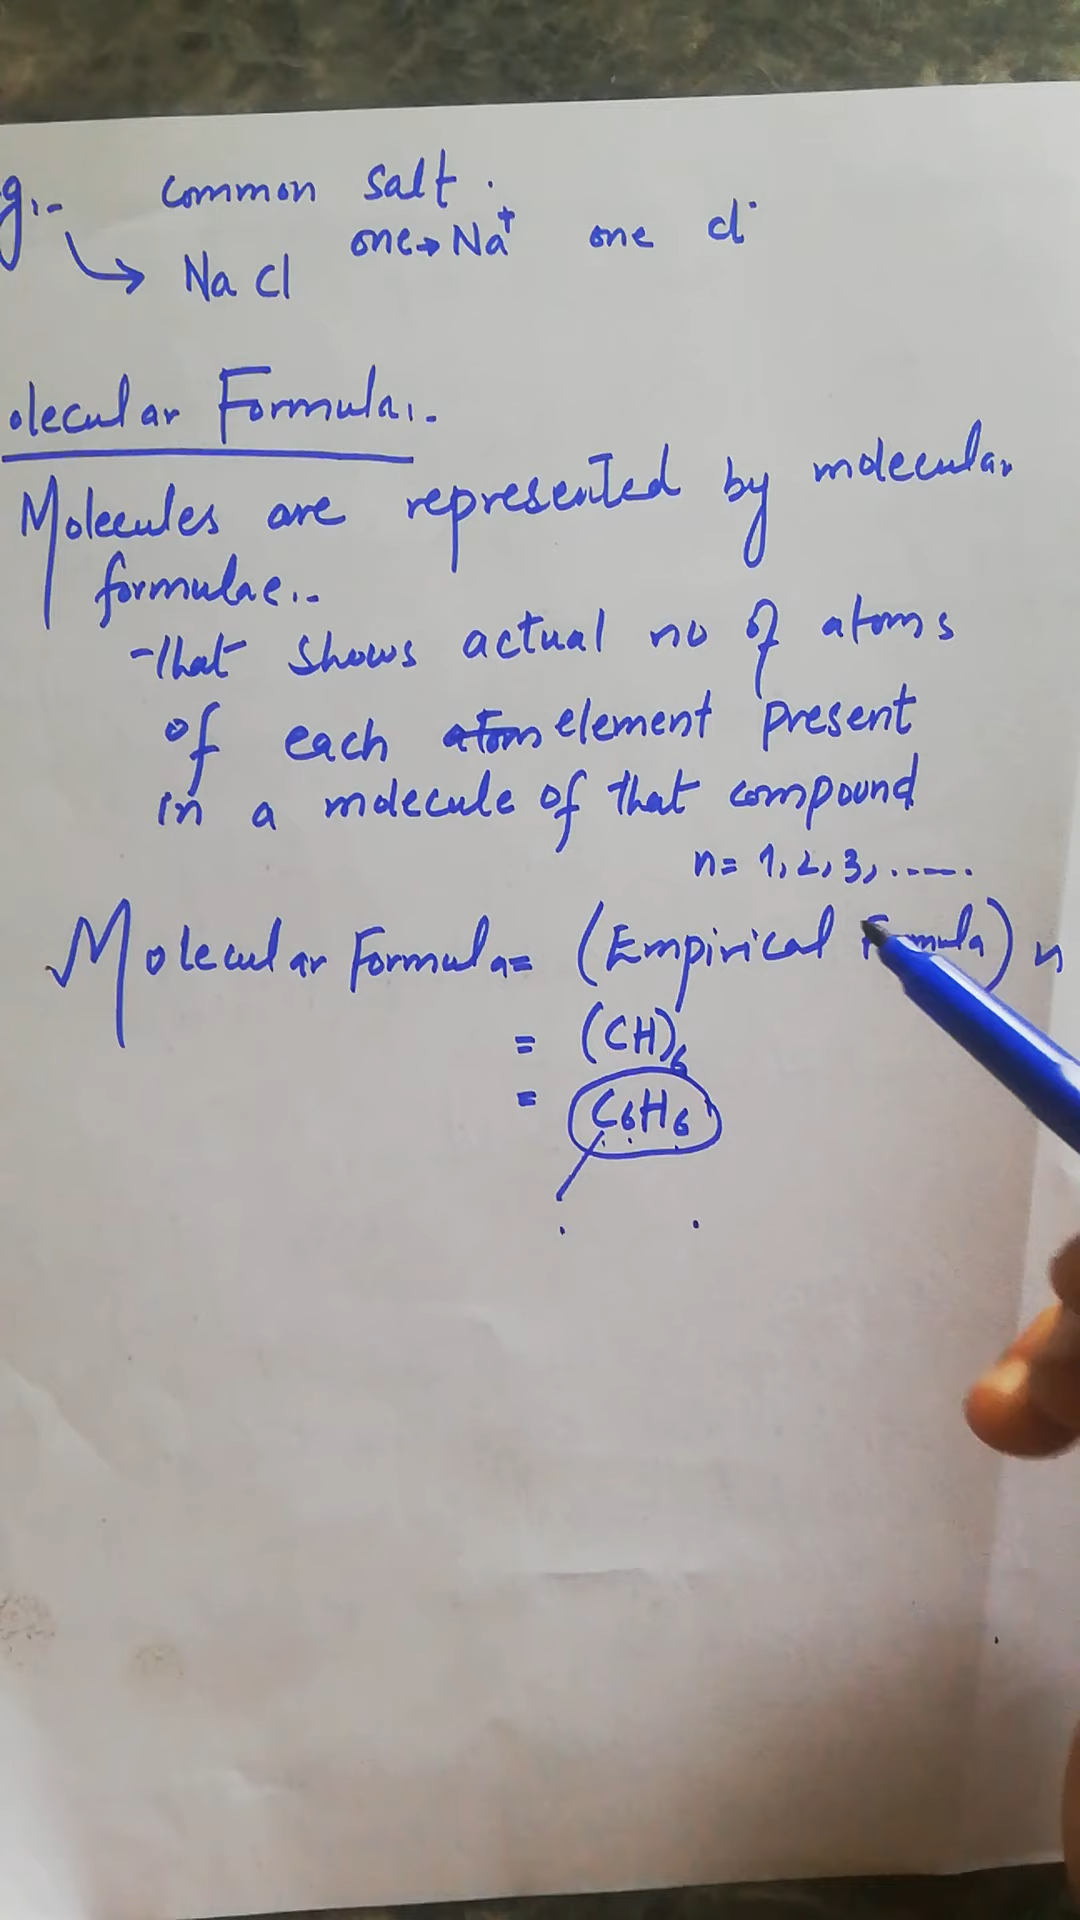 g:-  common salt.
one→Na⁺ one Cl⁻
NaCl
olecular Formula:-
Molecules are represented by molecular
formulae:-
-that shows actual no of atoms
of each atom element present
in a molecule of that compound
n= 1, 2, 3, ......
Molecular Formula= (Empirical Formula) n
= (CH)₆
= C₆H₆